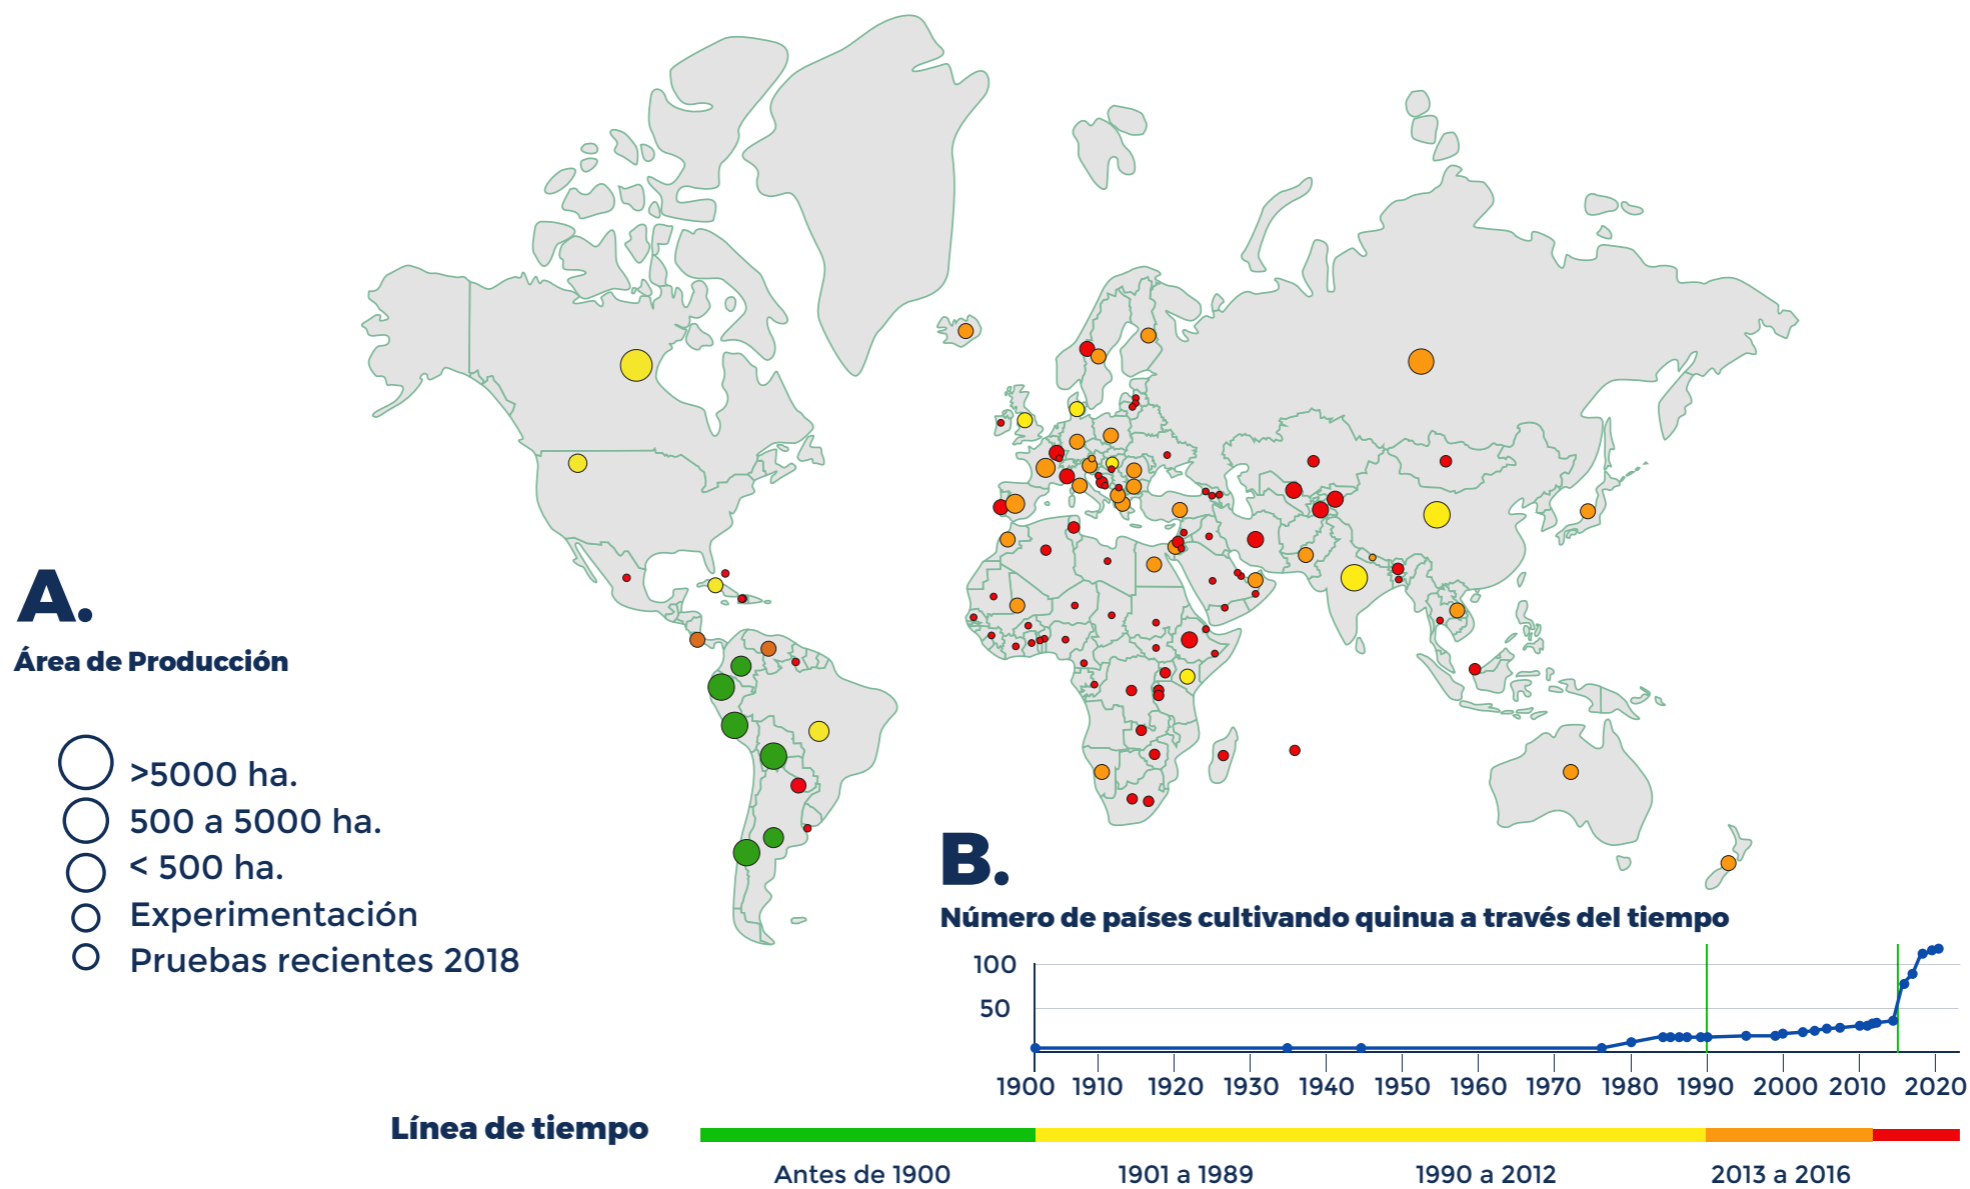 A.
Área de Producción
>5000 ha.
500 a 5000 ha.
< 500 ha.
Experimentación
Pruebas recientes 2018
B.
Número de países cultivando quinua a través del tiempo
100
50
1900 1910 1920 1930 1940 1950 1960 1970 1980 1990 2000 2010 2020
Línea de tiempo
Antes de 1900 1901 a 1989 1990 a 2012 2013 a 2016